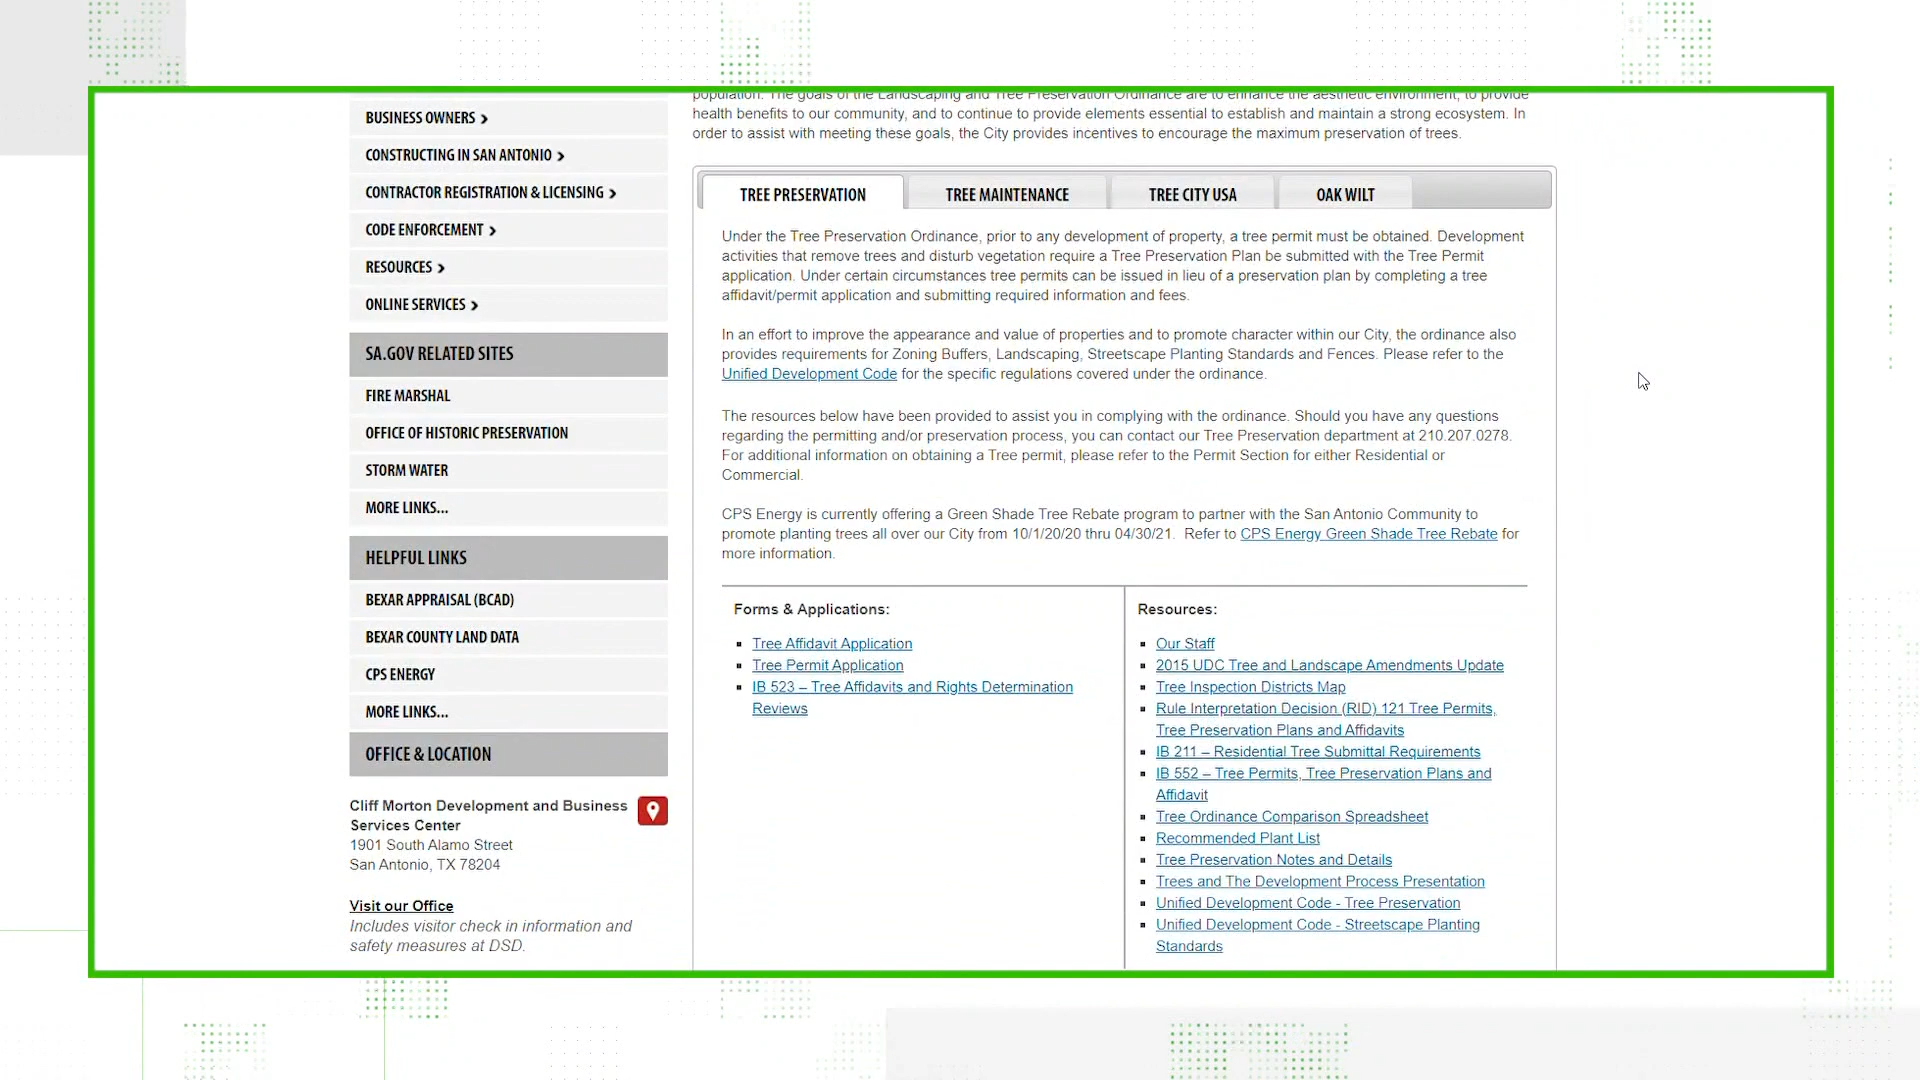 BUSINESS OWNERS >
CONSTRUCTING IN SAN ANTONIO >
CONTRACTOR REGISTRATION & LICENSING >
CODE ENFORCEMENT >
RESOURCES >
ONLINE SERVICES >
SA.GOV RELATED SITES
FIRE MARSHAL
OFFICE OF HISTORIC PRESERVATION
STORM WATER
MORE LINKS...
HELPFUL LINKS
BEXAR APPRAISAL (BCAD)
BEXAR COUNTY LAND DATA
CPS ENERGY
MORE LINKS...
OFFICE & LOCATION
Cliff Morton Development and Business
Services Center
1901 South Alamo Street
San Antonio, TX 78204
Visit our Office
Includes visitor check in information and
safety measures at DSD.
population. The goals of the Landscaping and Tree Preservation Ordinance are to enhance the aesthetic environment, to provide
health benefits to our community, and to continue to provide elements essential to establish and maintain a strong ecosystem. In
order to assist with meeting these goals, the City provides incentives to encourage the maximum preservation of trees.
TREE PRESERVATION
TREE MAINTENANCE
TREE CITY USA
OAK WILT
Under the Tree Preservation Ordinance, prior to any development of property, a tree permit must be obtained. Development
activities that remove trees and disturb vegetation require a Tree Preservation Plan be submitted with the Tree Permit
application. Under certain circumstances tree permits can be issued in lieu of a preservation plan by completing a tree
affidavit/permit application and submitting required information and fees.
In an effort to improve the appearance and value of properties and to promote character within our City, the ordinance also
provides requirements for Zoning Buffers, Landscaping, Streetscape Planting Standards and Fences. Please refer to the
Unified Development Code for the specific regulations covered under the ordinance.
The resources below have been provided to assist you in complying with the ordinance. Should you have any questions
regarding the permitting and/or preservation process, you can contact our Tree Preservation department at 210.207.0278.
For additional information on obtaining a Tree permit, please refer to the Permit Section for either Residential or
Commercial.
CPS Energy is currently offering a Green Shade Tree Rebate program to partner with the San Antonio Community to
promote planting trees all over our City from 10/1/20/20 thru 04/30/21. Refer to CPS Energy Green Shade Tree Rebate for
more information.
Forms & Applications:
Tree Affidavit Application
Tree Permit Application
IB 523 – Tree Affidavits and Rights Determination
Reviews
Resources:
Our Staff
2015 UDC Tree and Landscape Amendments Update
Tree Inspection Districts Map
Rule Interpretation Decision (RID) 121 Tree Permits,
Tree Preservation Plans and Affidavits
IB 211 – Residential Tree Submittal Requirements
IB 552 – Tree Permits, Tree Preservation Plans and
Affidavit
Tree Ordinance Comparison Spreadsheet
Recommended Plant List
Tree Preservation Notes and Details
Trees and The Development Process Presentation
Unified Development Code - Tree Preservation
Unified Development Code - Streetscape Planting
Standards